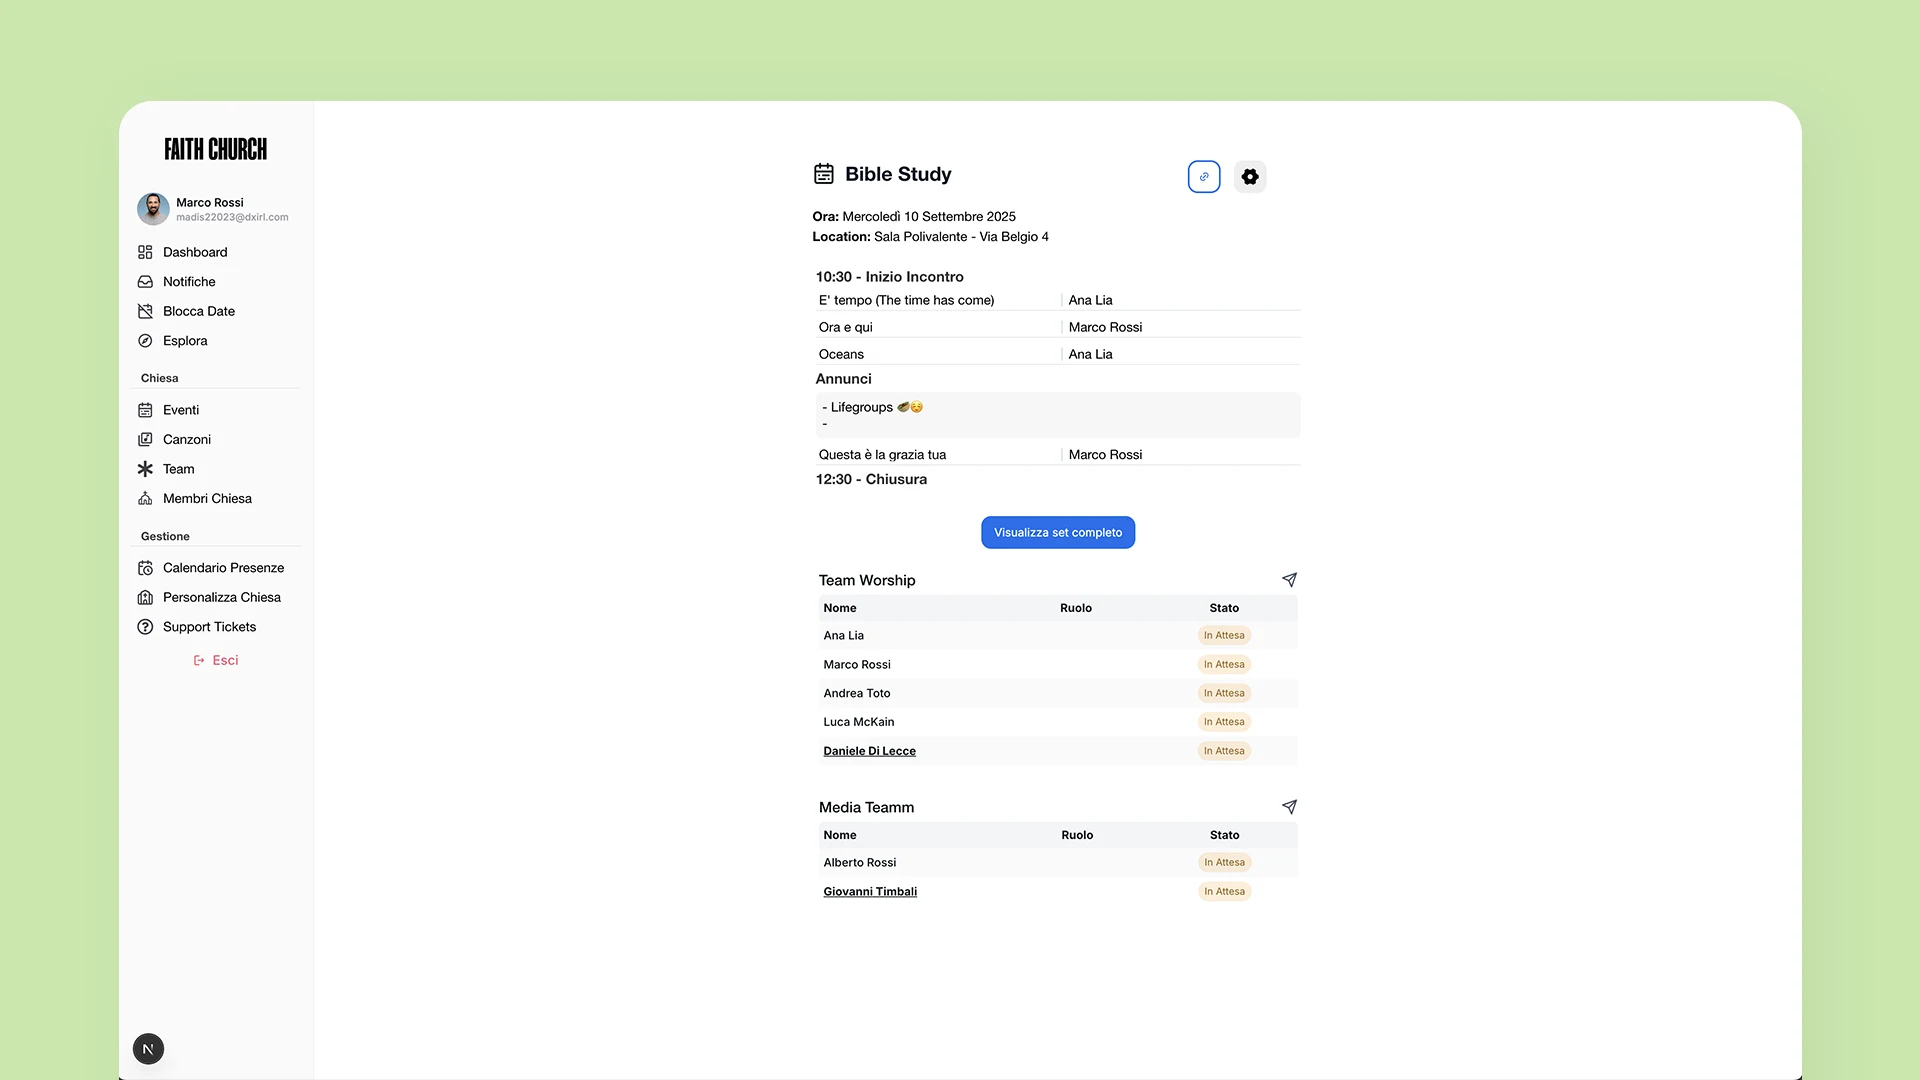 FAITH CHURCH
Marco Rossi
madis22023@dxirl.com
Dashboard
Notifiche
Blocca Date
Esplora
Chiesa
Eventi
Canzoni
Team
Membri Chiesa
Gestione
Calendario Presenze
Personalizza Chiesa
Support Tickets
Esci
N
Bible Study
Ora: Mercoledì 10 Settembre 2025
Location: Sala Polivalente - Via Belgio 4
10:30 - Inizio Incontro
E' tempo (The time has come) Ana Lia
Ora e qui Marco Rossi
Oceans Ana Lia
Annunci
- Lifegroups 🪺☺️
-
Questa è la grazia tua Marco Rossi
12:30 - Chiusura
Visualizza set completo
Team Worship
Nome Ruolo Stato
Ana Lia In Attesa
Marco Rossi In Attesa
Andrea Toto In Attesa
Luca McKain In Attesa
Daniele Di Lecce In Attesa
Media Teamm
Nome Ruolo Stato
Alberto Rossi In Attesa
Giovanni Timbali In Attesa